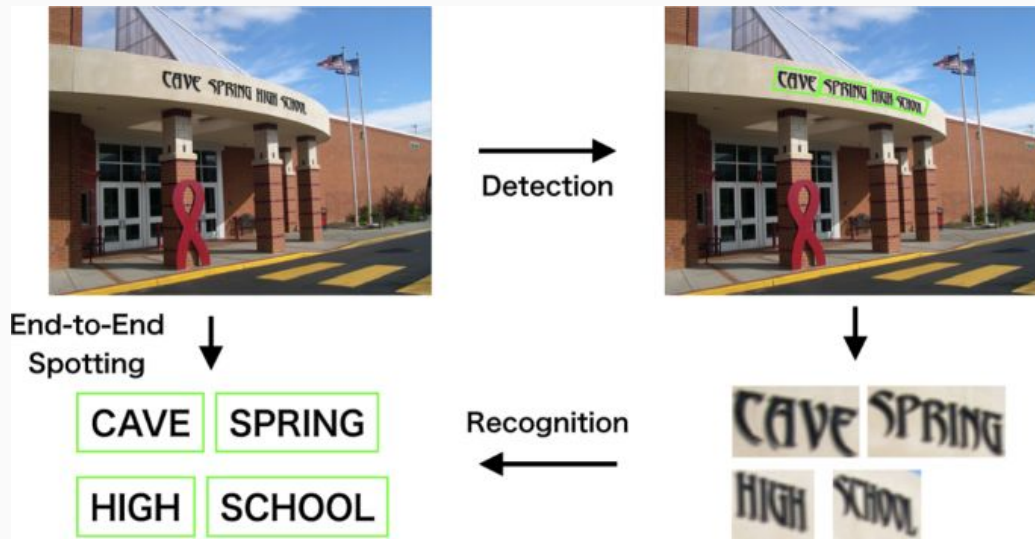 CAVE SPRING HIGH SCHOOL
CAVE SPRING HIGH SCHOOL
Detection
End-to-End
Spotting
CAVE SPRING
Recognition
CAVE SPRING
HIGH SCHOOL
HIGH SCHOOL